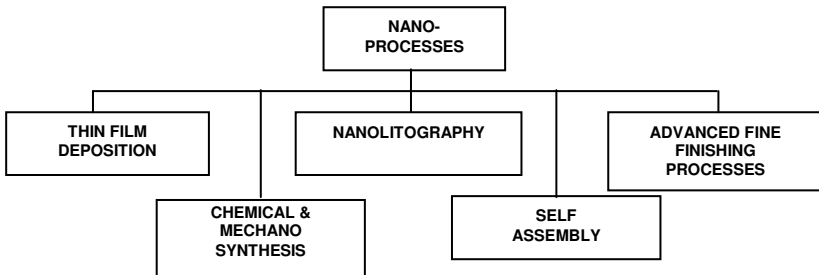 NANO-
PROCESSES
THIN FILM
DEPOSITION
NANOLITOGRAPHY
ADVANCED FINE
FINISHING
PROCESSES
CHEMICAL &
MECHANO
SYNTHESIS
SELF
ASSEMBLY